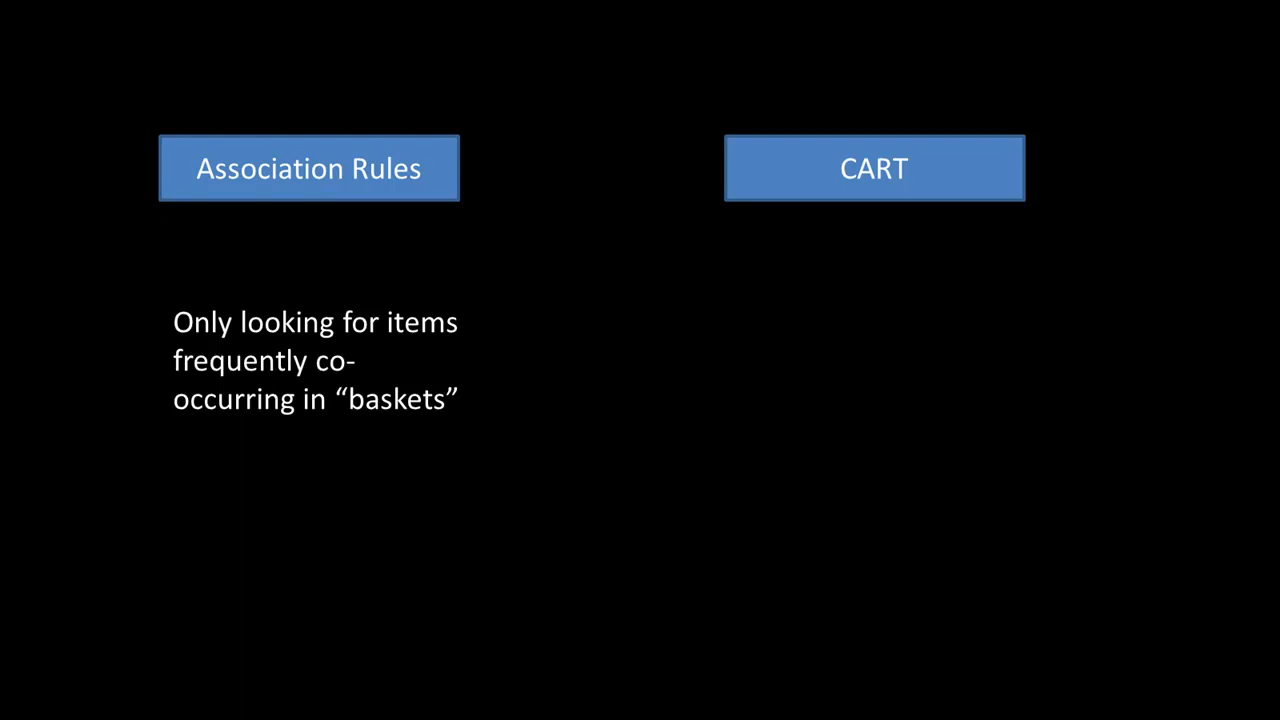 Association Rules
CART
Only looking for items
frequently co-
occurring in “baskets”